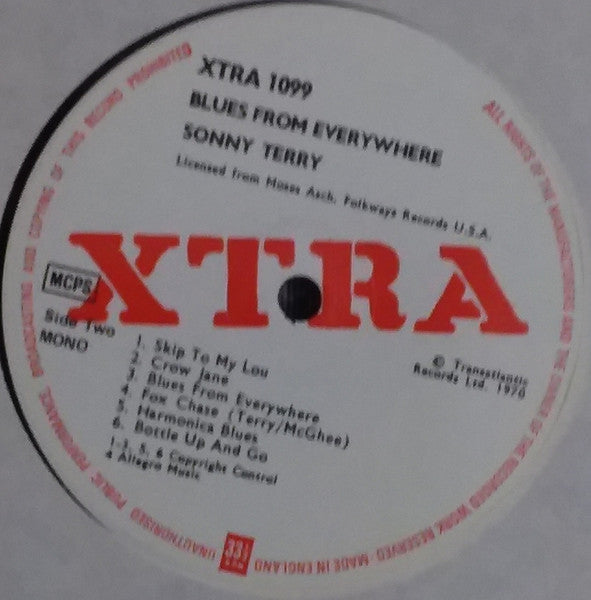 XTRA 1099
BLUES FROM EVERYWHERE
SONNY TERRY
Licensed from Moses Asch, Folkways Records U.S.A.
XTRA
MCPS
Side Two
MONO
1. Skip To My Lou
2. Crow Jane
3. Blues From Everywhere
4. Fox Chase (Terry/McGhee)
5. Harmonica Blues
6. Bottle Up And Go
1-3, 5, 6 Copyright Control
4 Allegro Music
© Transatlantic
Records Ltd. 1970
ALL RIGHTS OF THE MANUFACTURERS AND THE OWNER OF THE RECORDED WORK RESERVED · MADE IN ENGLAND
33⅓
UNAUTHORISED PUBLIC PERFORMANCE, BROADCASTING AND COPYING OF THIS RECORD PROHIBITED